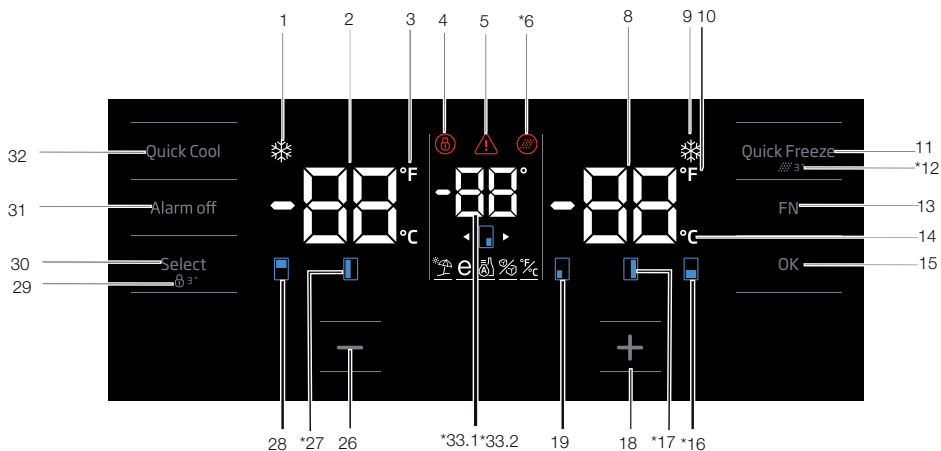 1 2 3 4 5 *6 8 9 10
32 Quick Cool °F ° °F Quick Freeze 11
3" *12
31 Alarm off FN 13
°C °C 14
30 Select e A °F/°C OK 15
29 3"
28 *27 26 *33.1 *33.2 19 18 *17 *16